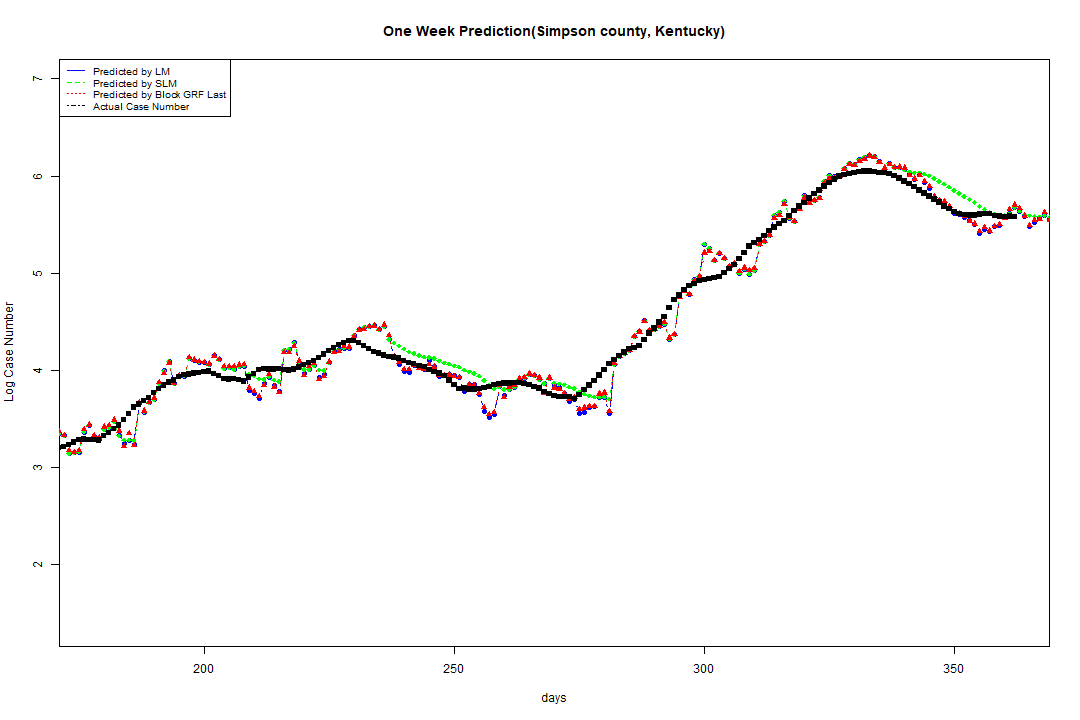 One Week Prediction(Simpson county, Kentucky)
Predicted by LM
Predicted by SLM
Predicted by Block GRF Last
Actual Case Number
7
6
5
4
3
2
Log Case Number
200 250 300 350
days